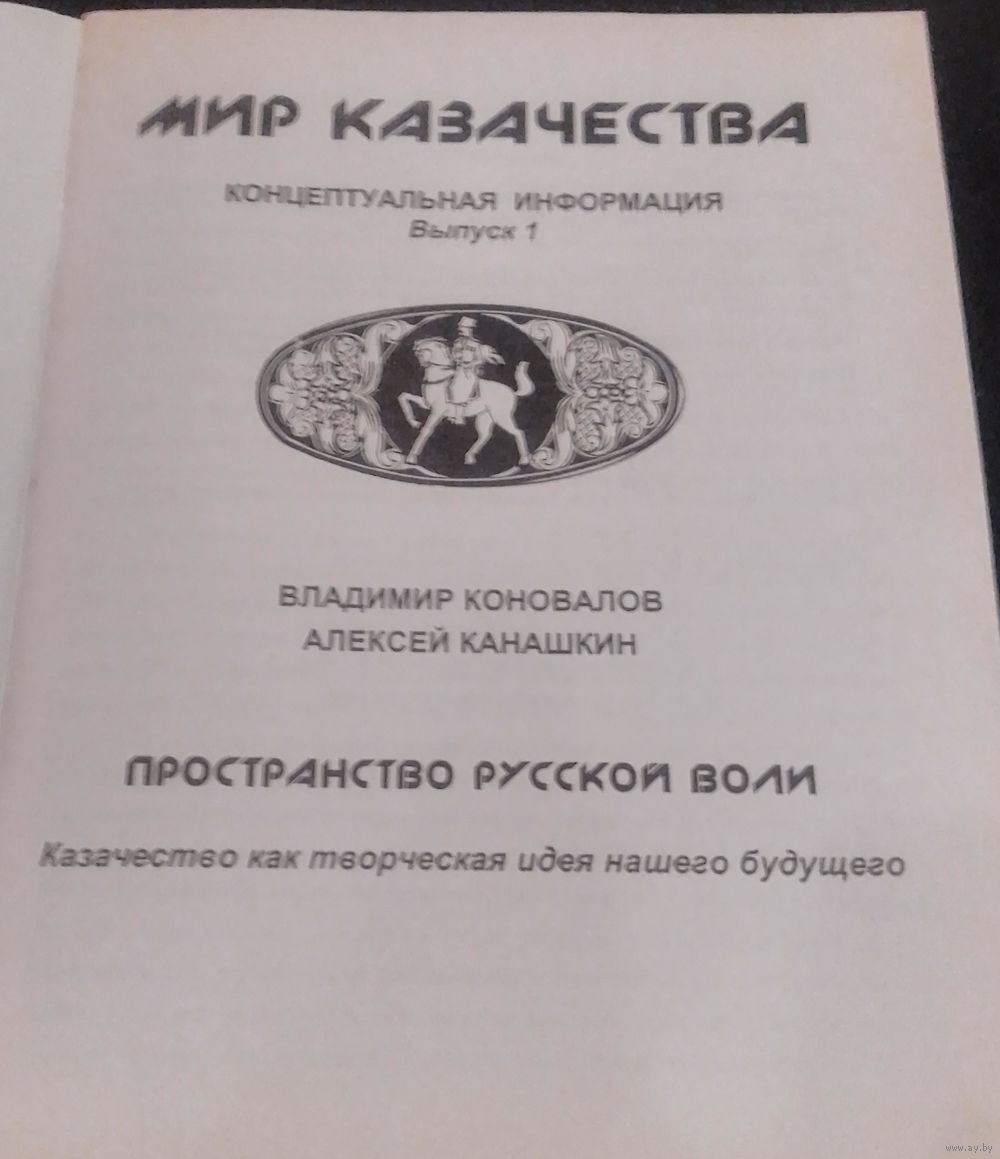 МИР КАЗАЧЕСТВА
КОНЦЕПТУАЛЬНАЯ ИНФОРМАЦИЯ
Выпуск 1
ВЛАДИМИР КОНОВАЛОВ
АЛЕКСЕЙ КАНАШКИН
ПРОСТРАНСТВО РУССКОЙ ВОЛИ
Казачество как творческая идея нашего будущего
www.ay.by